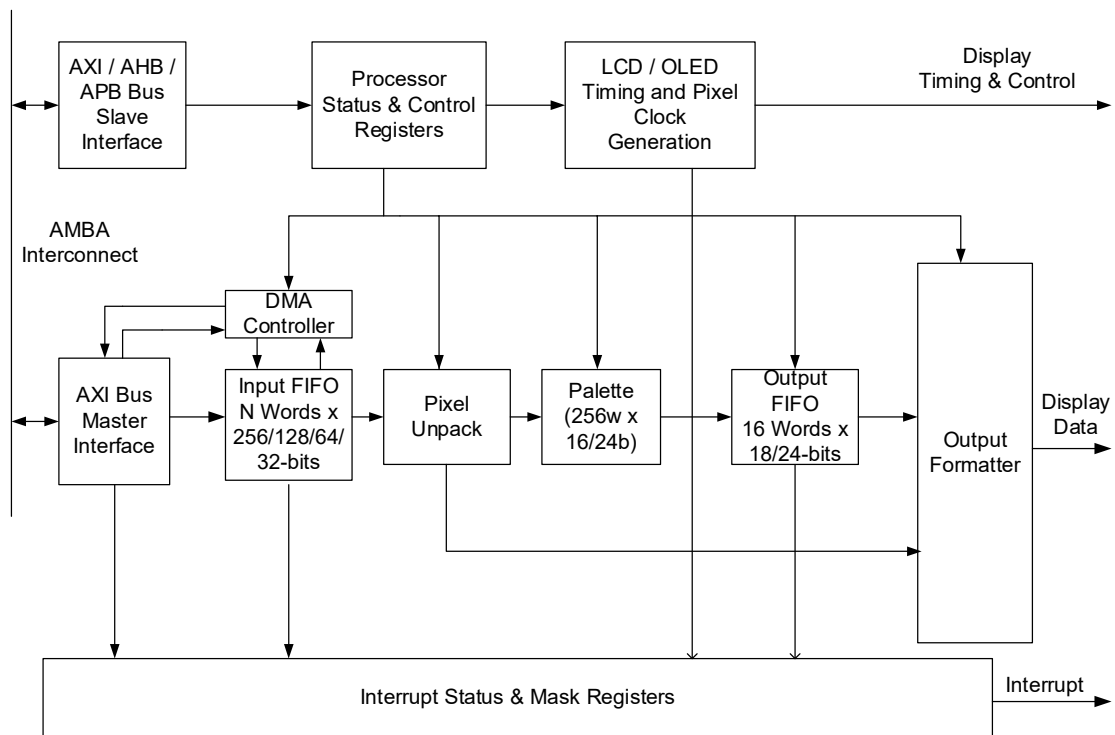 AXI / AHB /
APB Bus
Slave
Interface
Processor
Status & Control
Registers
LCD / OLED
Timing and Pixel
Clock
Generation
Display
Timing & Control
AMBA
Interconnect
DMA
Controller
AXI Bus
Master
Interface
Input FIFO
N Words x
256/128/64/
32-bits
Pixel
Unpack
Palette
(256w x
16/24b)
Output
FIFO
16 Words x
18/24-bits
Output
Formatter
Display
Data
Interrupt Status & Mask Registers
Interrupt